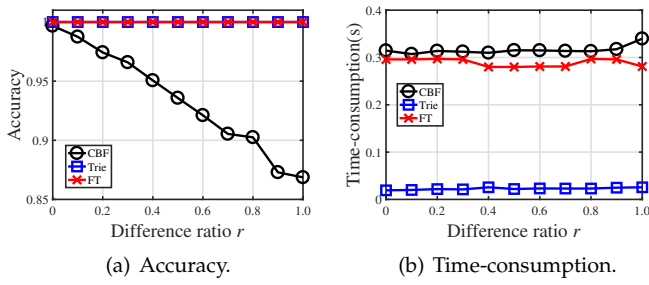 Accuracy
1
0.95
0.9
0.85
CBF
Trie
FT
0 0.2 0.4 0.6 0.8 1.0
Difference ratio r
(a) Accuracy.
Time-consumption(s)
0.4
0.3
0.2
0.1
0
CBF
Trie
FT
0 0.2 0.4 0.6 0.8 1.0
Difference ratio r
(b) Time-consumption.